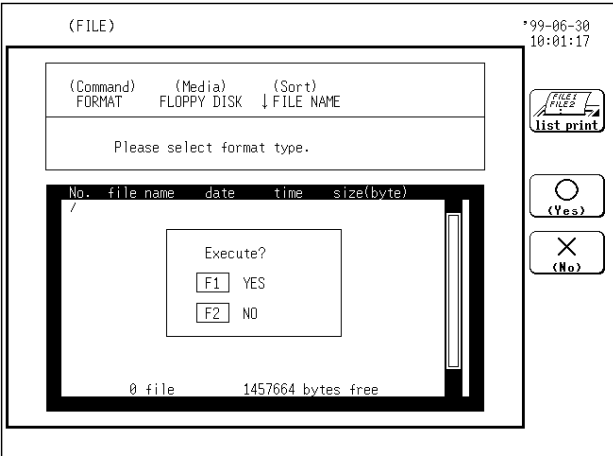 (FILE)
'99-06-30
10:01:17
(Command) (Media) (Sort)
FORMAT FLOPPY DISK ↓FILE NAME
Please select format type.
No. file name date time size(byte)
/
Execute?
F1 YES
F2 NO
0 file 1457664 bytes free
FILE1
FILE2
list print
(Yes)
(No)